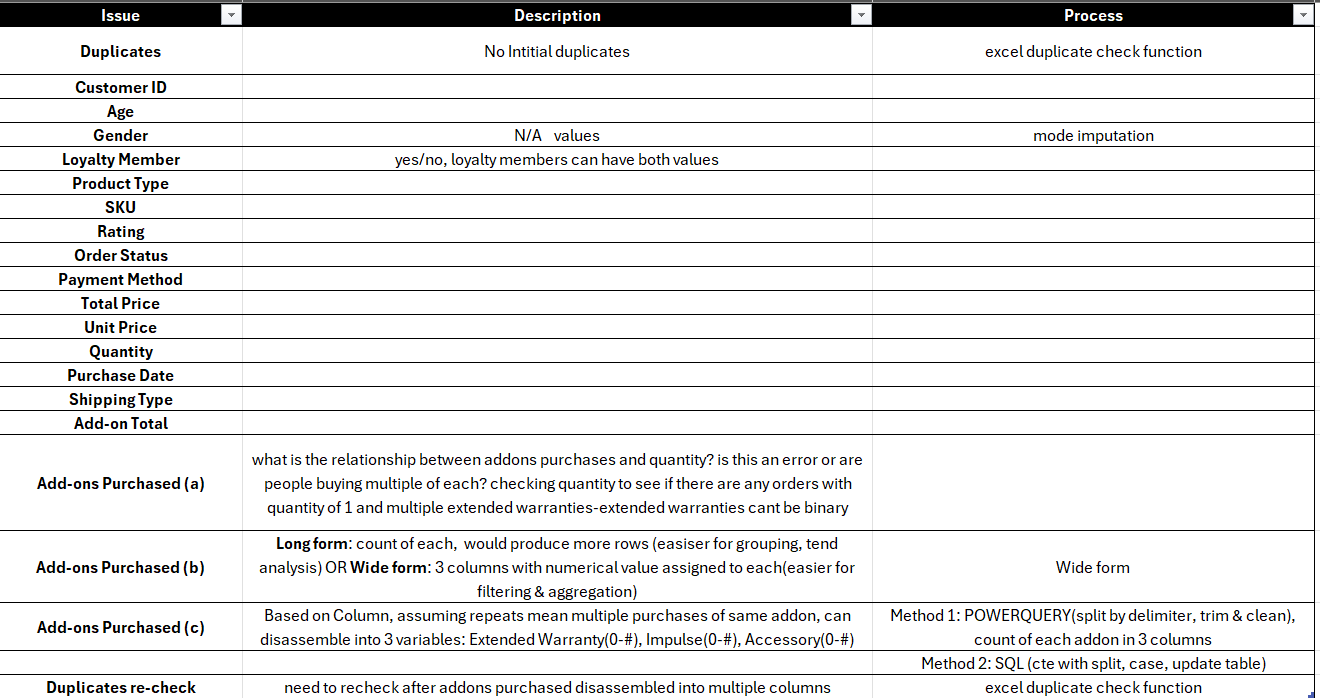 Issue Description Process
Duplicates No Intitial duplicates excel duplicate check function
Customer ID
Age
Gender N/A values mode imputation
Loyalty Member yes/no, loyalty members can have both values
Product Type
SKU
Rating
Order Status
Payment Method
Total Price
Unit Price
Quantity
Purchase Date
Shipping Type
Add-on Total
Add-ons Purchased (a)
what is the relationship between addons purchases and quantity? is this an error or are
people buying multiple of each? checking quantity to see if there are any orders with
quantity of 1 and multiple extended warranties-extended warranties cant be binary
Add-ons Purchased (b)
Long form: count of each, would produce more rows (easiser for grouping, tend
analysis) OR Wide form: 3 columns with numerical value assigned to each(easier for
filtering & aggregation)
Wide form
Add-ons Purchased (c)
Based on Column, assuming repeats mean multiple purchases of same addon, can
disassemble into 3 variables: Extended Warranty(0-#), Impulse(0-#), Accessory(0-#)
Method 1: POWERQUERY(split by delimiter, trim & clean),
count of each addon in 3 columns
Method 2: SQL (cte with split, case, update table)
Duplicates re-check need to recheck after addons purchased disassembled into multiple columns excel duplicate check function